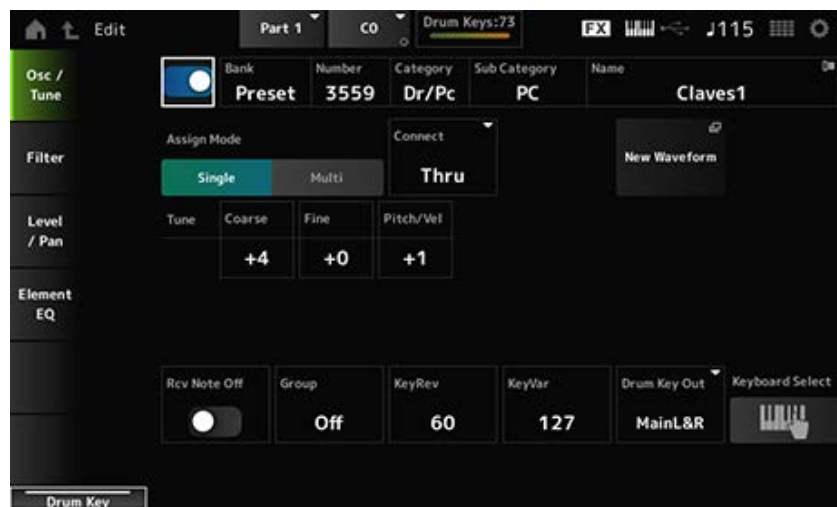 Edit
Part 1
C0
Drum Keys:73
FX
♩115
Osc /
Tune
Filter
Level
/ Pan
Element
EQ
Drum Key
Bank
Preset
Number
3559
Category
Dr/Pc
Sub Category
PC
Name
Claves1
Assign Mode
Single
Multi
Connect
Thru
New Waveform
Tune
Coarse
+4
Fine
+0
Pitch/Vel
+1
Rcv Note Off
Group
Off
KeyRev
60
KeyVar
127
Drum Key Out
MainL&R
Keyboard Select